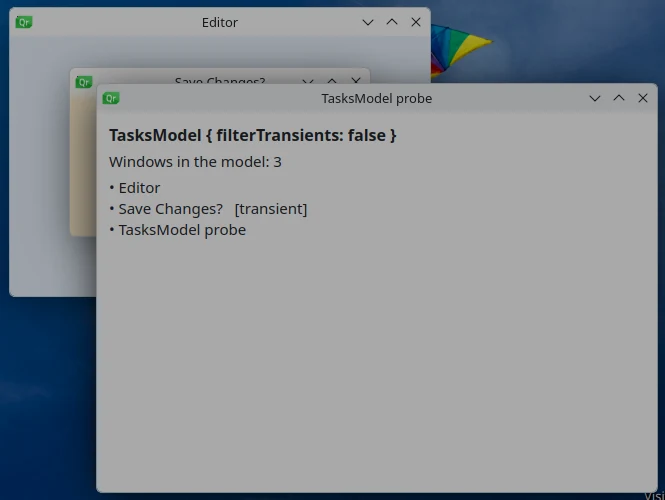 Editor
Save Changes?
TasksModel probe
TasksModel { filterTransients: false }
Windows in the model: 3
• Editor
• Save Changes? [transient]
• TasksModel probe